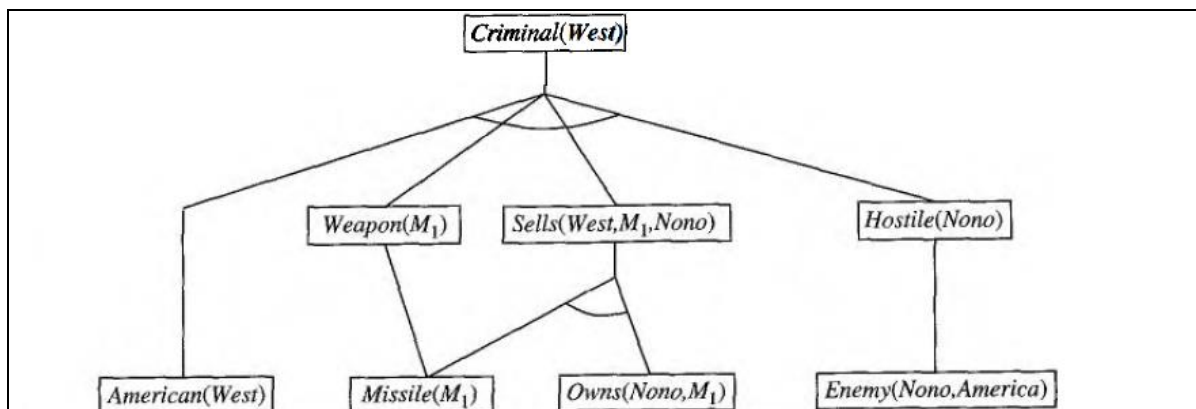 Criminal(West)
Weapon(M₁) Sells(West,M₁,Nono) Hostile(Nono)
American(West) Missile(M₁) Owns(Nono,M₁) Enemy(Nono,America)